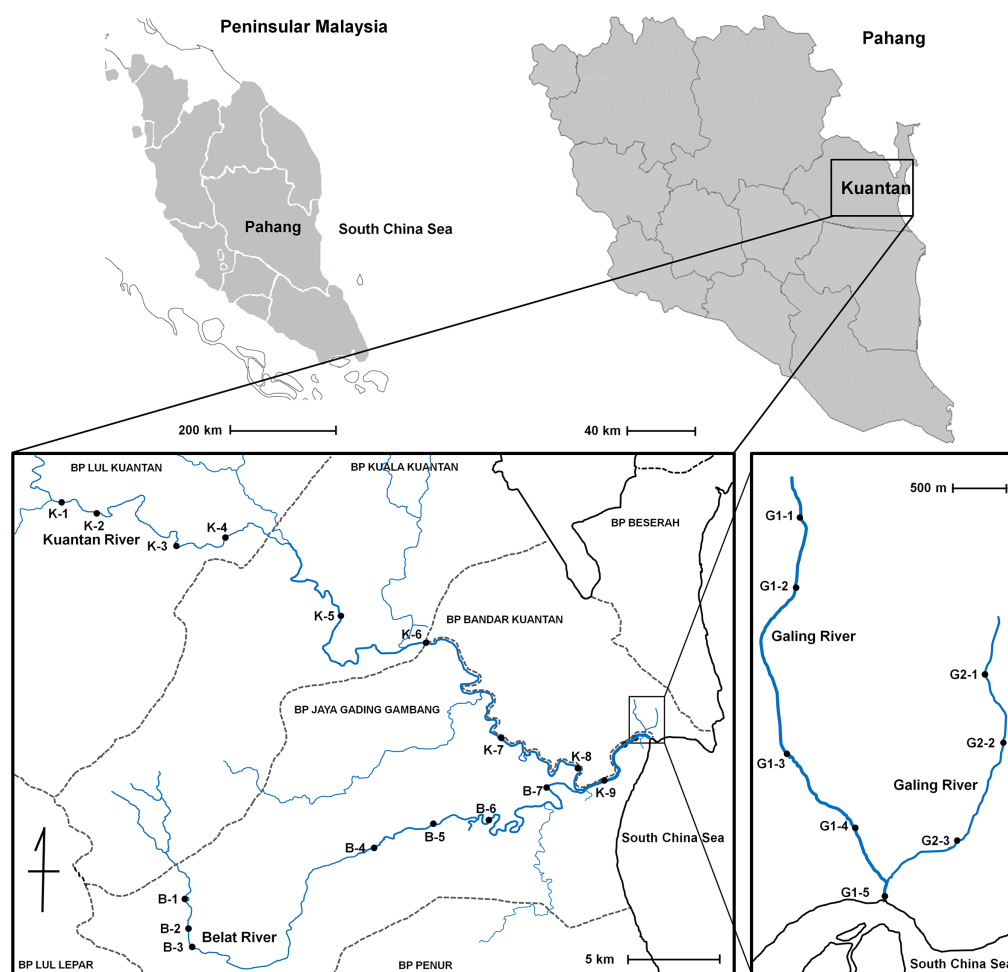 Peninsular Malaysia
Pahang
South China Sea
200 km
Pahang
Kuantan
40 km
BP LUL KUANTAN
BP KUALA KUANTAN
BP BESERAH
K-1
K-2
Kuantan River
K-3
K-4
K-5
K-6
BP BANDAR KUANTAN
BP JAYA GADING GAMBANG
K-7
K-8
K-9
B-7
B-6
B-5
B-4
South China Sea
B-1
B-2
B-3
Belat River
BP LUL LEPAR
BP PENUR
5 km
500 m
G1-1
G1-2
Galing River
G2-1
G2-2
G1-3
Galing River
G1-4
G2-3
G1-5
South China Sea